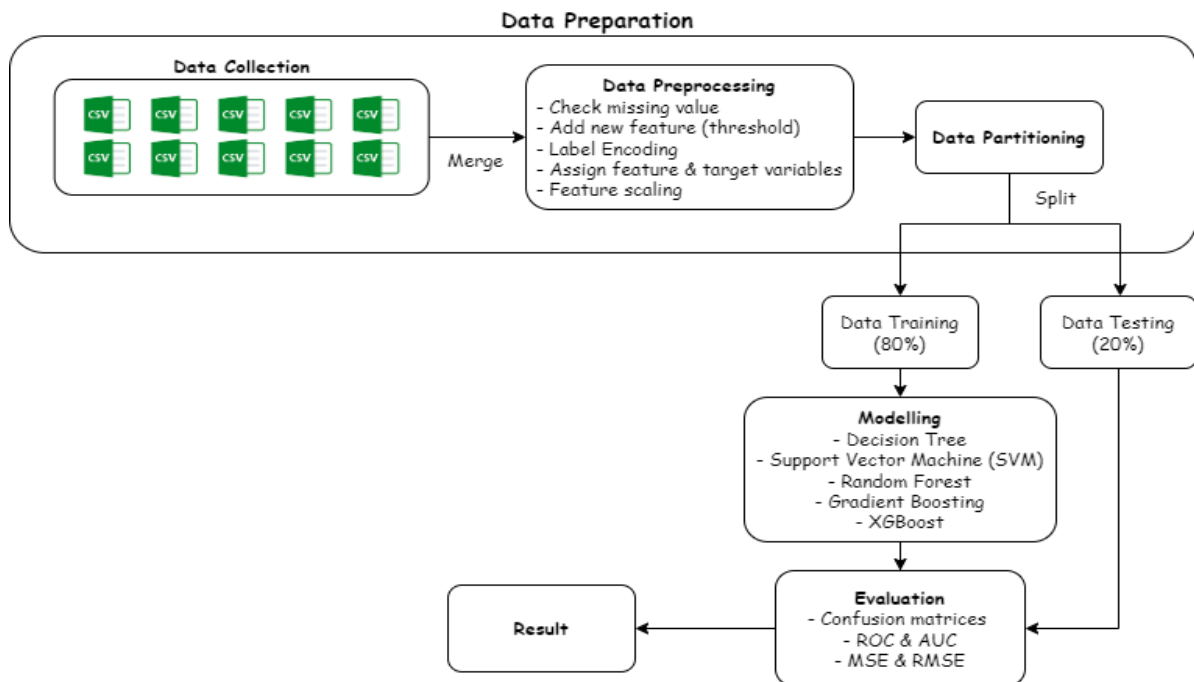 Data Preparation
Data Collection
CSV CSV CSV CSV CSV
CSV CSV CSV CSV CSV
Merge
Data Preprocessing
- Check missing value
- Add new feature (threshold)
- Label Encoding
- Assign feature & target variables
- Feature scaling
Data Partitioning
Split
Data Training
(80%)
Data Testing
(20%)
Modelling
- Decision Tree
- Support Vector Machine (SVM)
- Random Forest
- Gradient Boosting
- XGBoost
Evaluation
- Confusion matrices
- ROC & AUC
- MSE & RMSE
Result